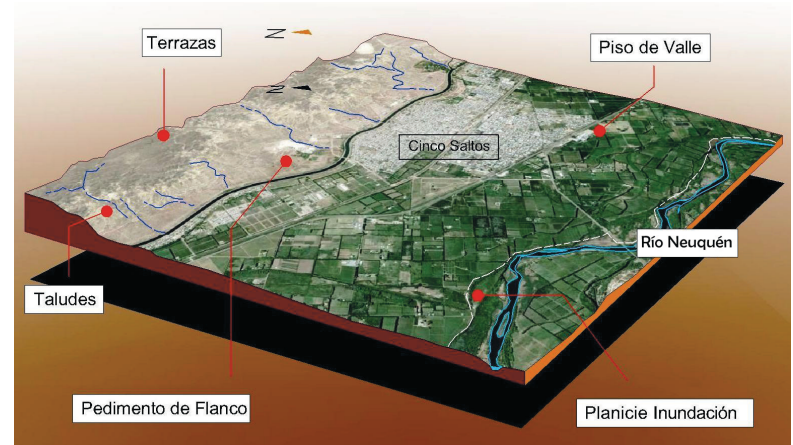 Terrazas
N
Piso de Valle
N
Cinco Saltos
Río Neuquén
Taludes
Pedimento de Flanco
Planicie Inundación